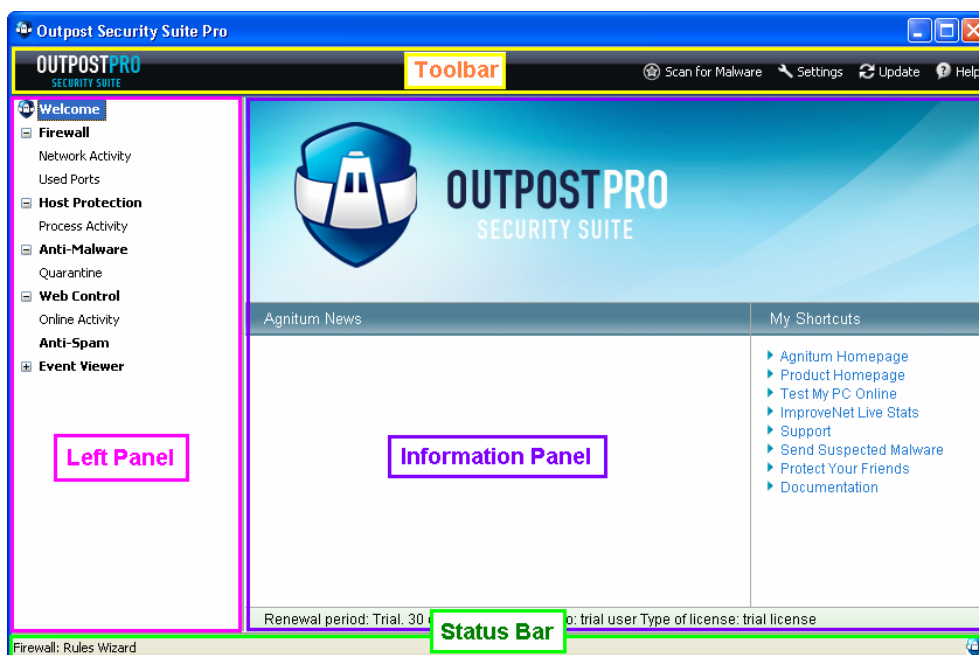 Outpost Security Suite Pro
OUTPOSTPRO
SECURITY SUITE
Toolbar
Scan for Malware
Settings
Update
Help
Welcome
Firewall
Network Activity
Used Ports
Host Protection
Process Activity
Anti-Malware
Quarantine
Web Control
Online Activity
Anti-Spam
Event Viewer
Left Panel
OUTPOSTPRO
SECURITY SUITE
Agnitum News
Information Panel
My Shortcuts
Agnitum Homepage
Product Homepage
Test My PC Online
ImproveNet Live Stats
Support
Send Suspected Malware
Protect Your Friends
Documentation
Renewal period: Trial. 30 o: trial user Type of license: trial license
Status Bar
Firewall: Rules Wizard